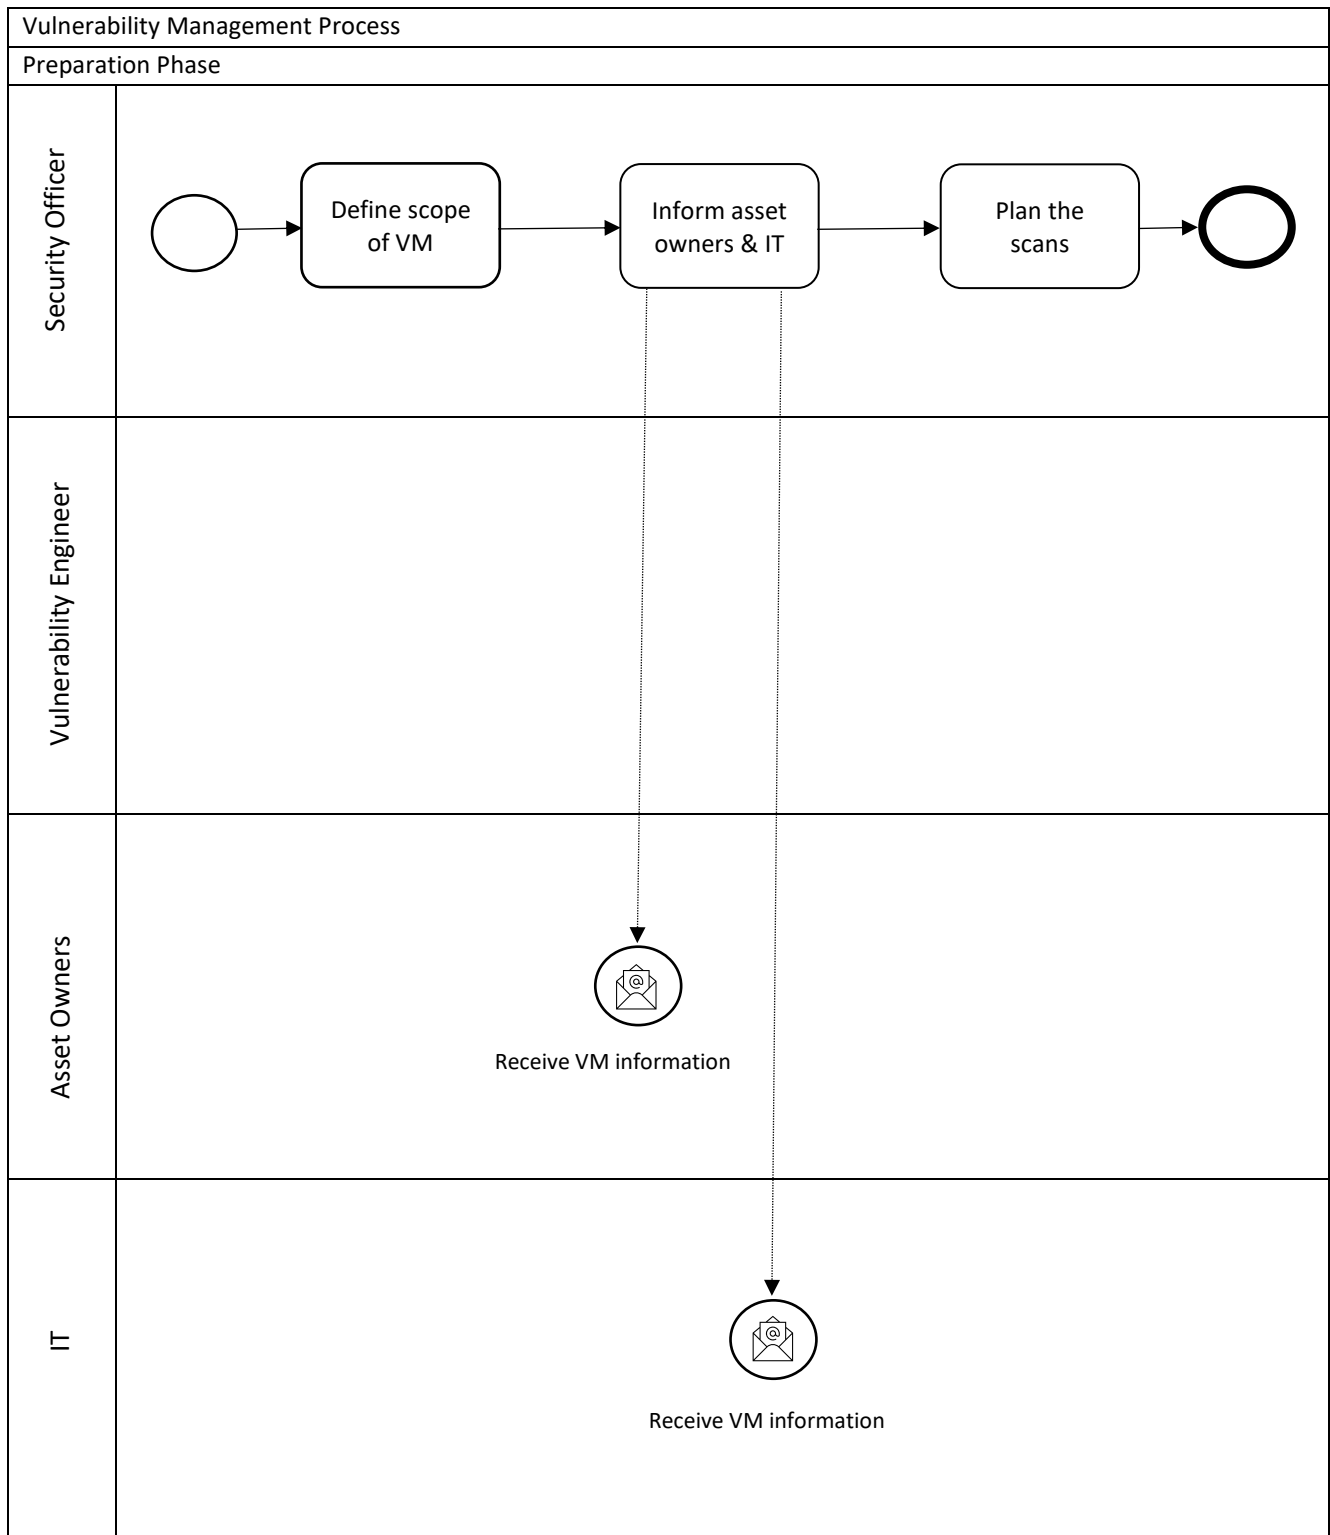 Vulnerability Management Process
Preparation Phase
Security Officer
Define scope
of VM
Inform asset
owners & IT
Plan the
scans
Vulnerability Engineer
Asset Owners
@
Receive VM information
IT
@
Receive VM information